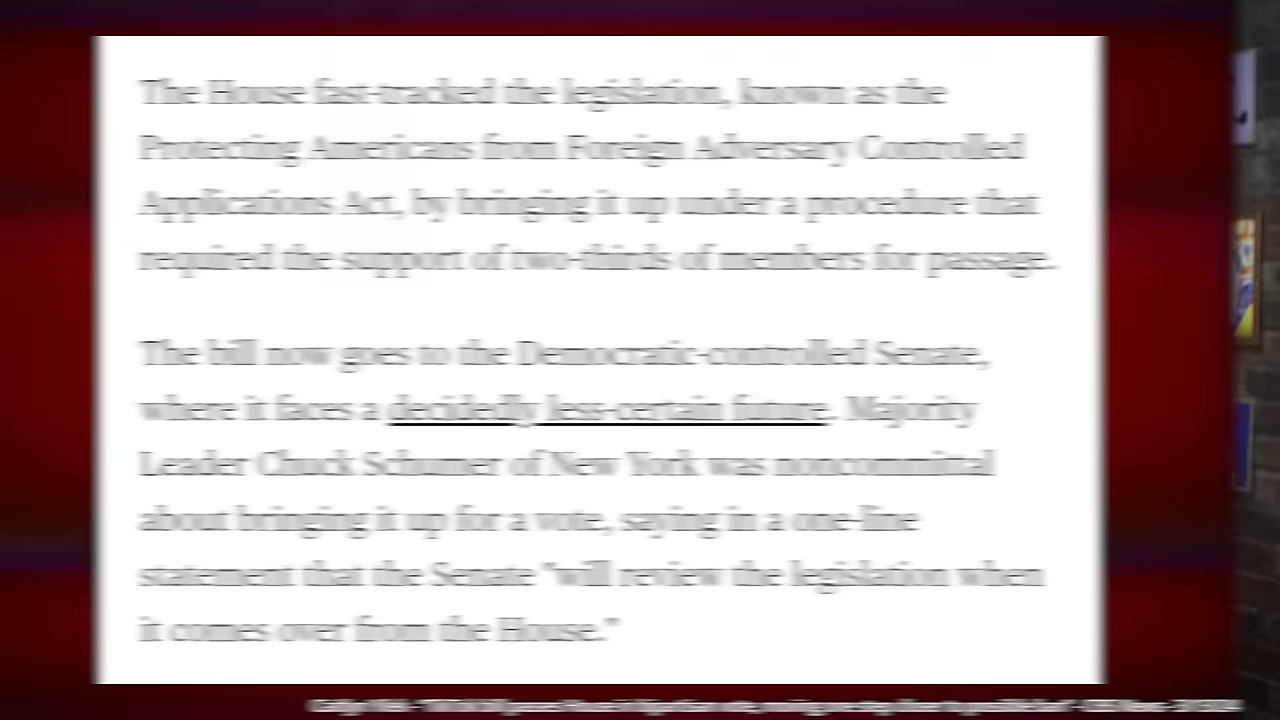 The House fast-tracked the legislation, known as the
Protecting Americans from Foreign Adversary Controlled
Applications Act, by bringing it up under a procedure that
required the support of two-thirds of members for passage.
The bill now goes to the Democratic-controlled Senate,
where it faces a decidedly less-certain future. Majority
Leader Chuck Schumer of New York was noncommittal
about bringing it up for a vote, saying in a one-line
statement that the Senate "will review the legislation when
it comes over from the House."